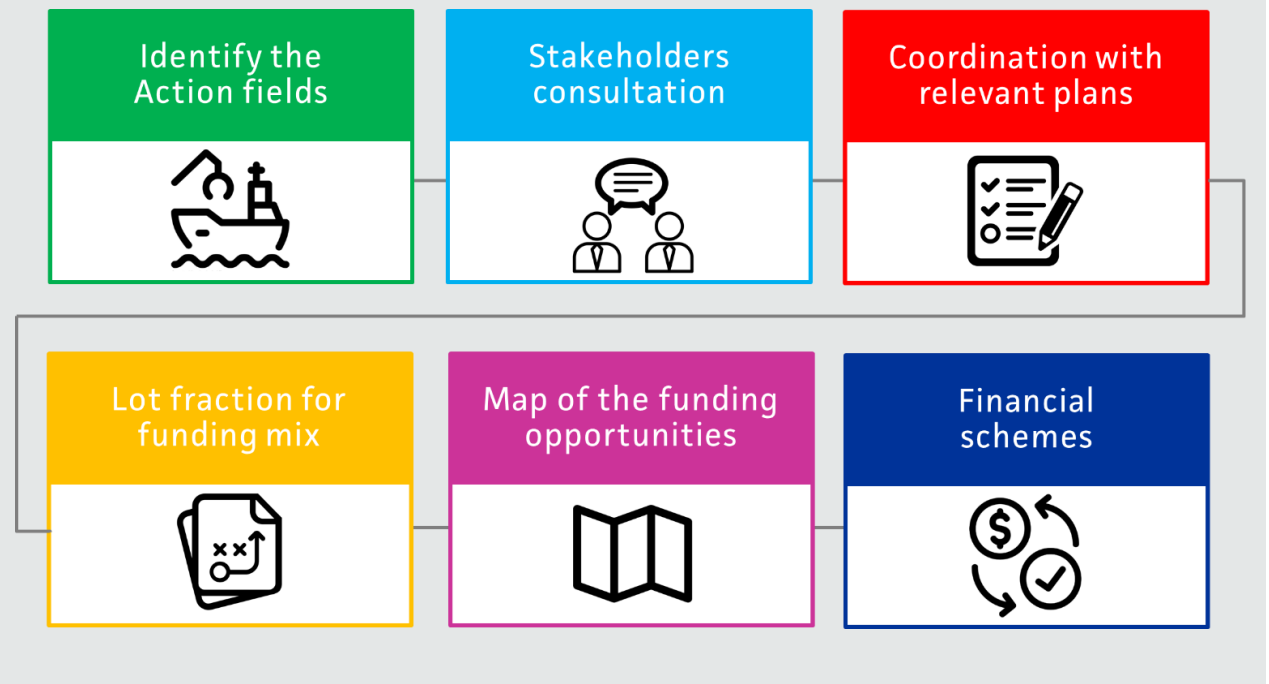 Identify the
Action fields
Stakeholders
consultation
Coordination with
relevant plans
Lot fraction for
funding mix
Map of the funding
opportunities
Financial
schemes